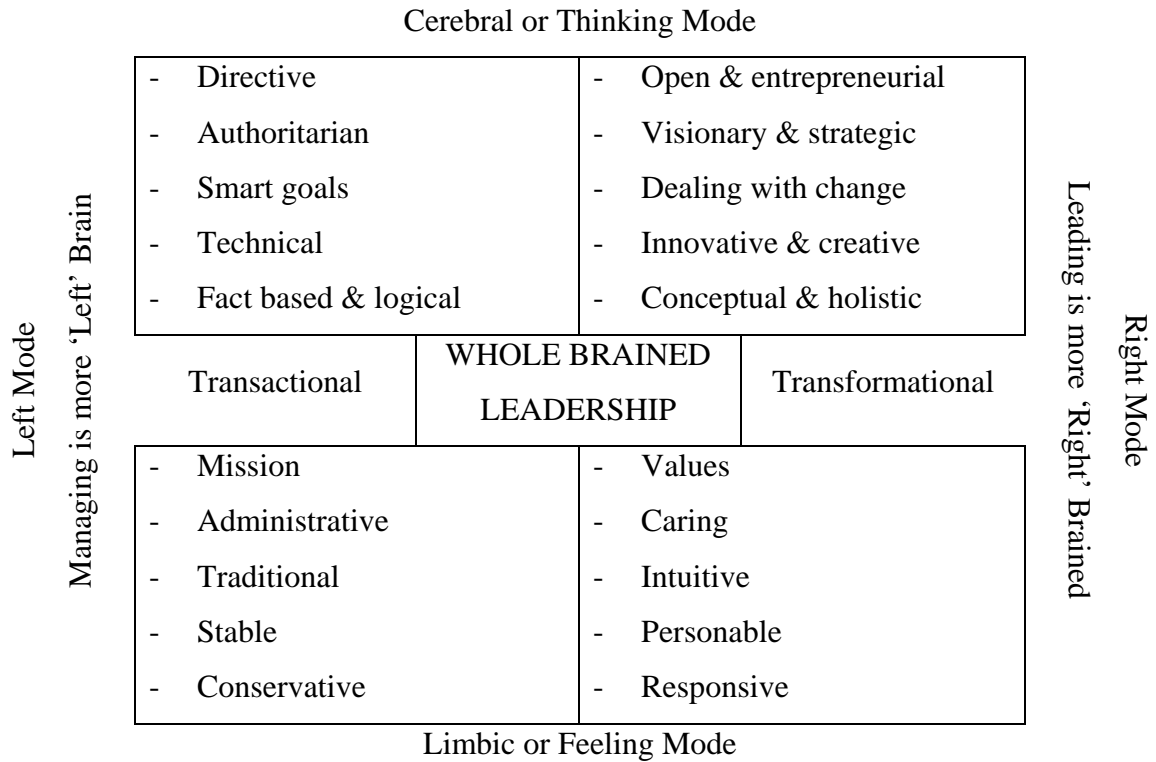 Cerebral or Thinking Mode
- Directive
- Authoritarian
- Smart goals
- Technical
- Fact based & logical
- Open & entrepreneurial
- Visionary & strategic
- Dealing with change
- Innovative & creative
- Conceptual & holistic
Left Mode
Managing is more ‘Left’ Brain
Transactional
WHOLE BRAINED
LEADERSHIP
Transformational
Leading is more ‘Right’ Brained
Right Mode
- Mission
- Administrative
- Traditional
- Stable
- Conservative
- Values
- Caring
- Intuitive
- Personable
- Responsive
Limbic or Feeling Mode